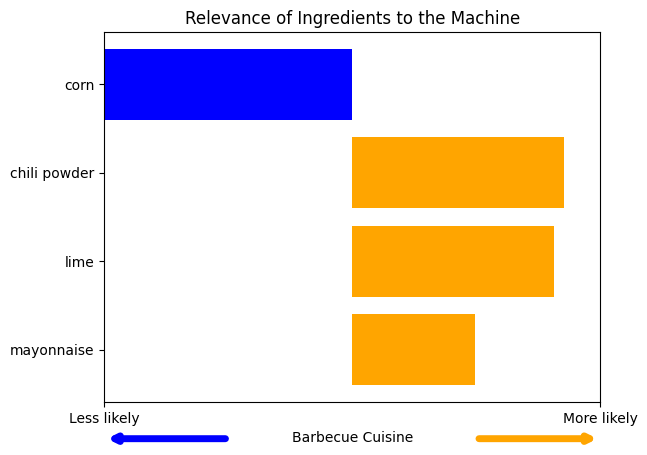 Relevance of Ingredients to the Machine
corn
chili powder
lime
mayonnaise
Less likely
More likely
Barbecue Cuisine